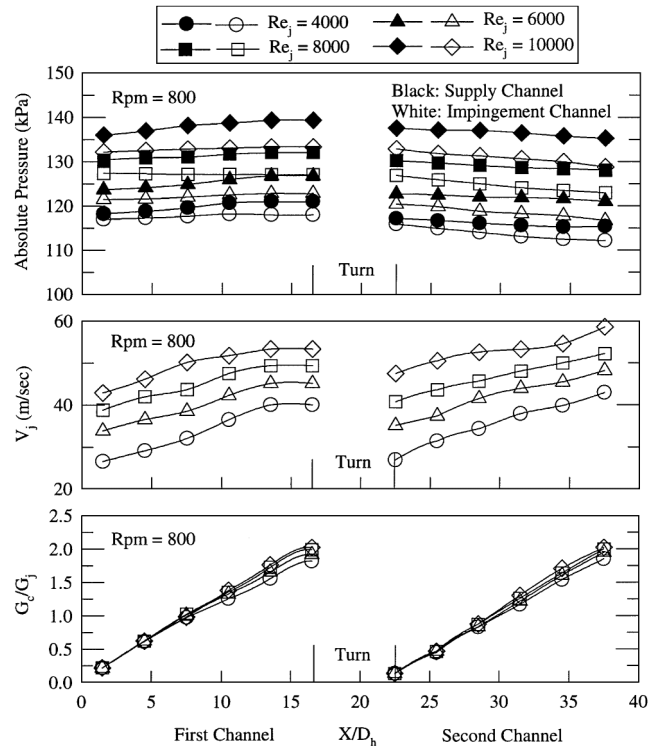 Re_j = 4000 Re_j = 6000
Re_j = 8000 Re_j = 10000
150
140
130
120
110
100
Absolute Pressure (kPa)
Rpm = 800
Black: Supply Channel
White: Impingement Channel
Turn
60
40
20
V_j (m/sec)
Rpm = 800
Turn
2.5
2.0
1.5
1.0
0.5
0.0
G_c/G_j
Rpm = 800
Turn
0 5 10 15 20 25 30 35 40
First Channel X/D_h Second Channel